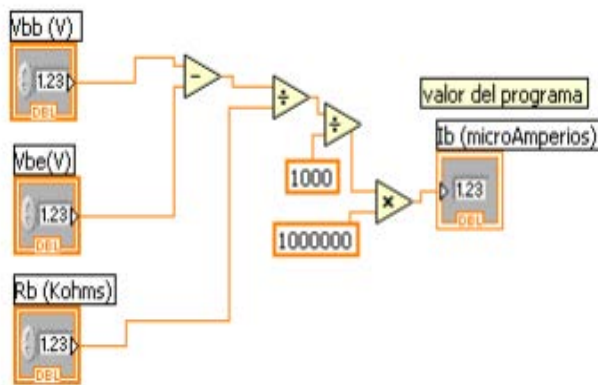 Vbb (V)
1.23
DBL
-
÷
÷
valor del programa
Ib (microAmperios)
1.23
DBL
Vbe(V)
1.23
DBL
1000
x
1000000
Rb (Kohms)
1.23
DBL